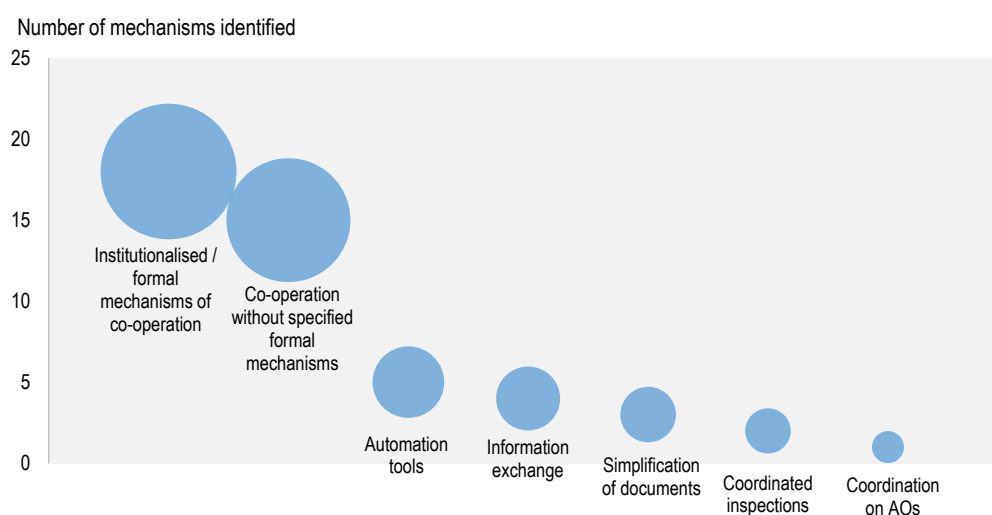 Number of mechanisms identified
25
20
15
10
5
0
Institutionalised /
formal
mechanisms of
co-operation
Co-operation
without specified
formal
mechanisms
Automation
tools
Information
exchange
Simplification
of documents
Coordinated
inspections
Coordination
on AOs